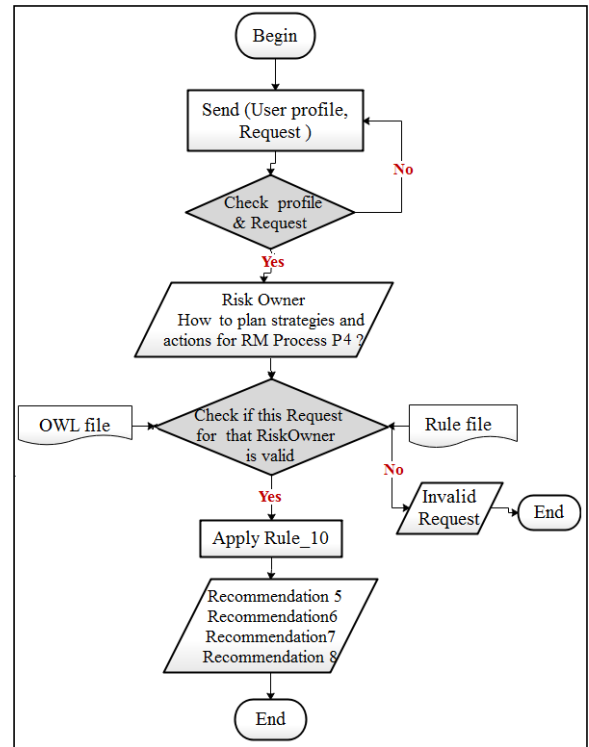 Begin
Send (User profile,
Request )
No
Check profile
& Request
Yes
Risk Owner
How to plan strategies and
actions for RM Process P4 ?
OWL file
Check if this Request
for that RiskOwner
is valid
Rule file
No
Yes
Invalid
Request
End
Apply Rule_10
Recommendation 5
Recommendation6
Recommendation7
Recommendation 8
End